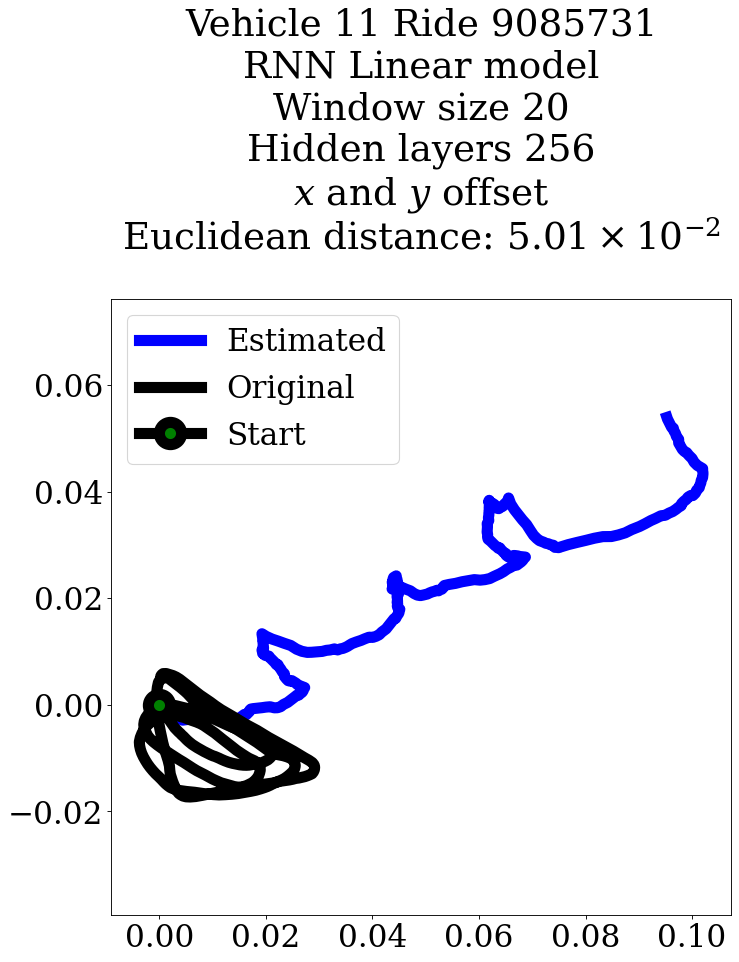 Vehicle 11 Ride 9085731
RNN Linear model
Window size 20
Hidden layers 256
x and y offset
Euclidean distance: 5.01 × 10⁻²
Estimated
Original
Start
0.06
0.04
0.02
0.00
−0.02
0.00 0.02 0.04 0.06 0.08 0.10